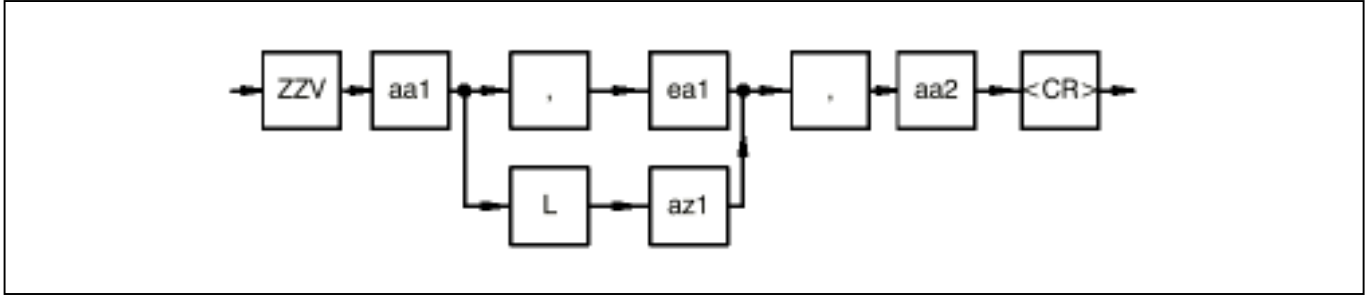 ZZV aa1 , ea1 , aa2 <CR>
L az1